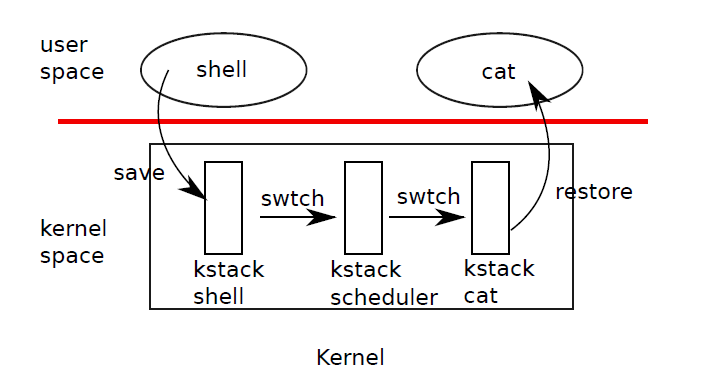 user
space
shell
cat
save
swtch
swtch
restore
kernel
space
kstack
shell
kstack
scheduler
kstack
cat
Kernel